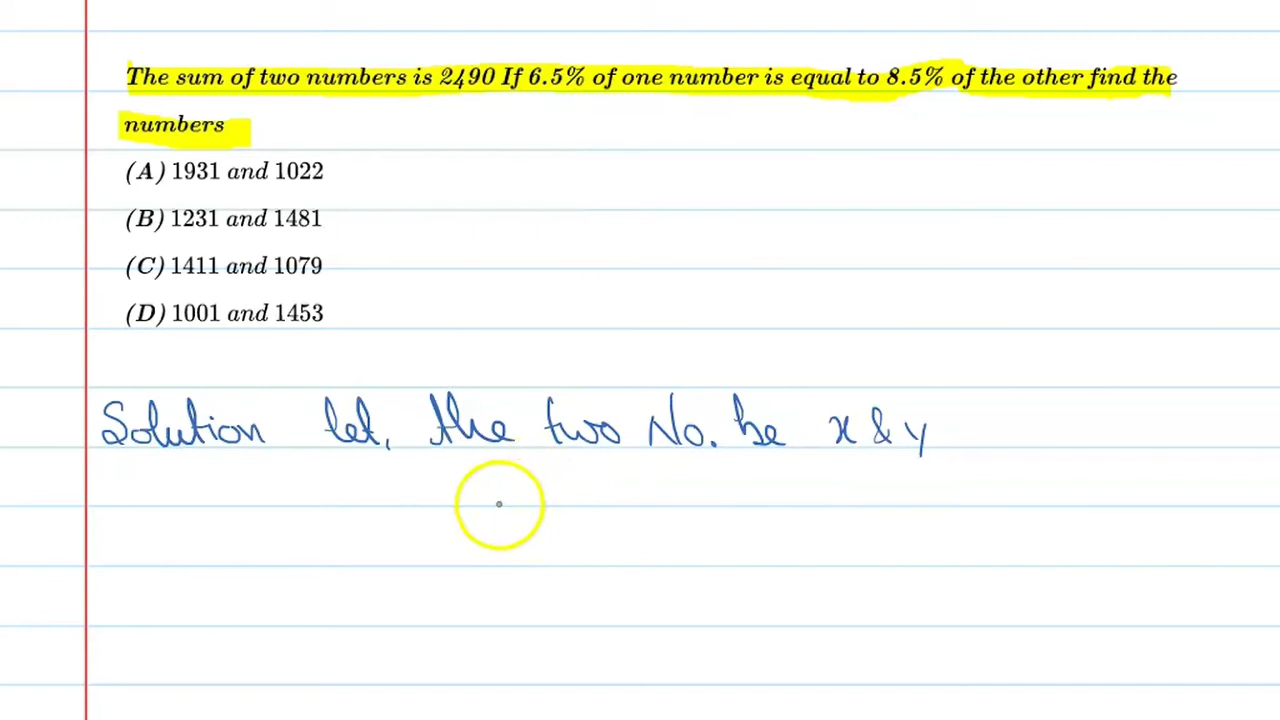 The sum of two numbers is 2490 If 6.5% of one number is equal to 8.5% of the other find the
numbers
(A) 1931 and 1022
(B) 1231 and 1481
(C) 1411 and 1079
(D) 1001 and 1453
Solution let, the two No. be x & y